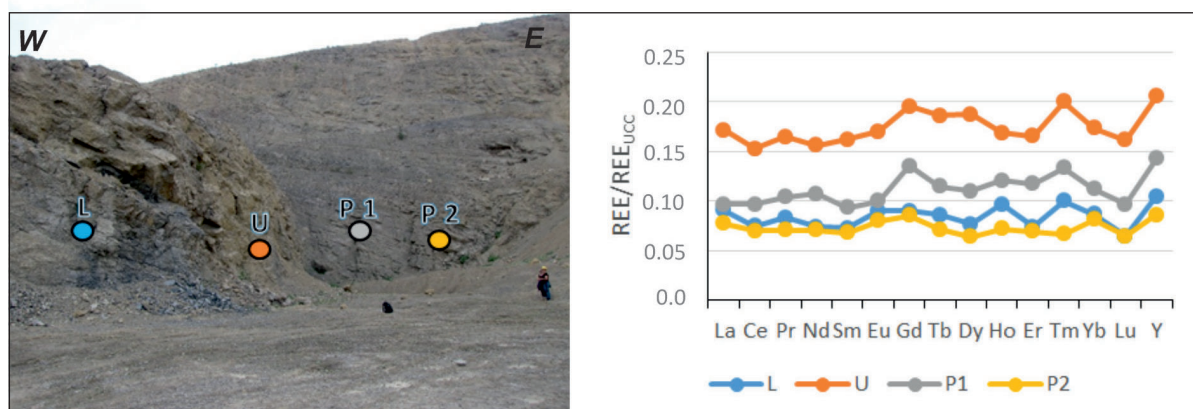 W
E
L
U
P 1
P 2
REE/REE_UCC
0.25
0.20
0.15
0.10
0.05
0.0
La Ce Pr Nd Sm Eu Gd Tb Dy Ho Er Tm Yb Lu Y
L U P1 P2